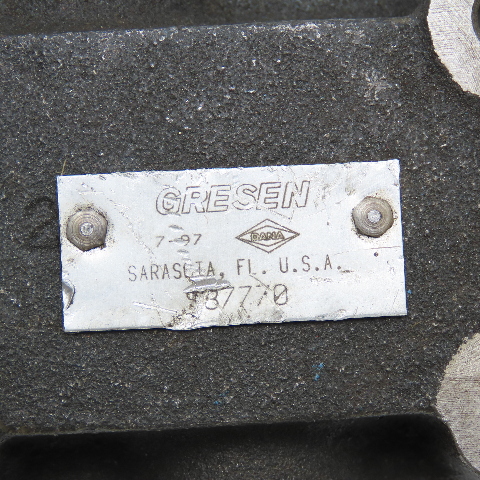 GRESEN
7-97 DANA
SARASOTA, FL. U.S.A.